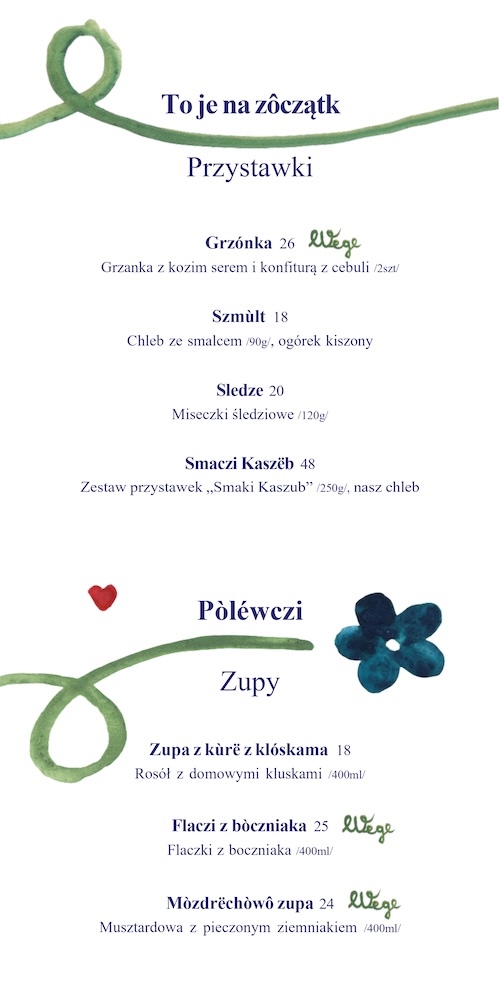 To je na zôczątk
Przystawki
Grzónka 26 Wege
Grzanka z kozim serem i konfiturą z cebuli /2szt/
Szmùlt 18
Chleb ze smalcem /90g/, ogórek kiszony
Sledze 20
Miseczki śledziowe /120g/
Smaczi Kaszëb 48
Zestaw przystawek „Smaki Kaszub” /250g/, nasz chleb
Pòléwczi
Zupy
Zupa z kùrë z klóskama 18
Rosół z domowymi kluskami /400ml/
Flaczi z bòczniaka 25 Wege
Flaczki z boczniaka /400ml/
Mòzdrëchòwô zupa 24 Wege
Musztardowa z pieczonym ziemniakiem /400ml/